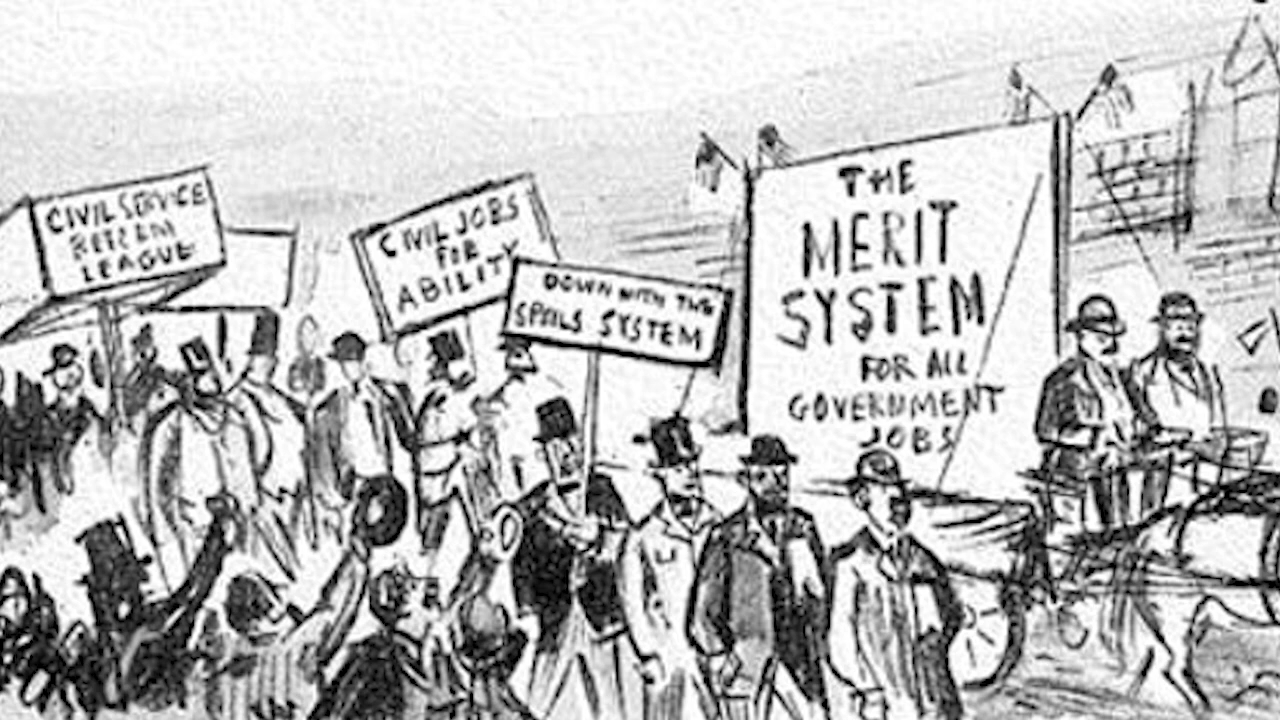 CIVIL SERVICE
REFORM
LEAGUE
CIVIL JOBS
FOR
ABILITY
DOWN WITH THE
SPOILS SYSTEM
THE
MERIT
SYSTEM
FOR ALL
GOVERNMENT
JOBS